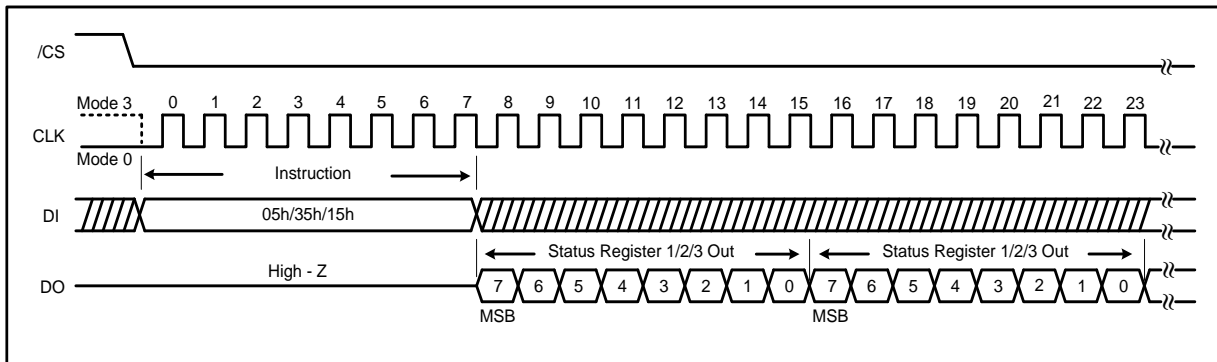 /CS
Mode 3 0 1 2 3 4 5 6 7 8 9 10 11 12 13 14 15 16 17 18 19 20 21 22 23
CLK
Mode 0
Instruction
DI 05h/35h/15h
Status Register 1/2/3 Out Status Register 1/2/3 Out
High - Z
DO 7 6 5 4 3 2 1 0 7 6 5 4 3 2 1 0
MSB MSB